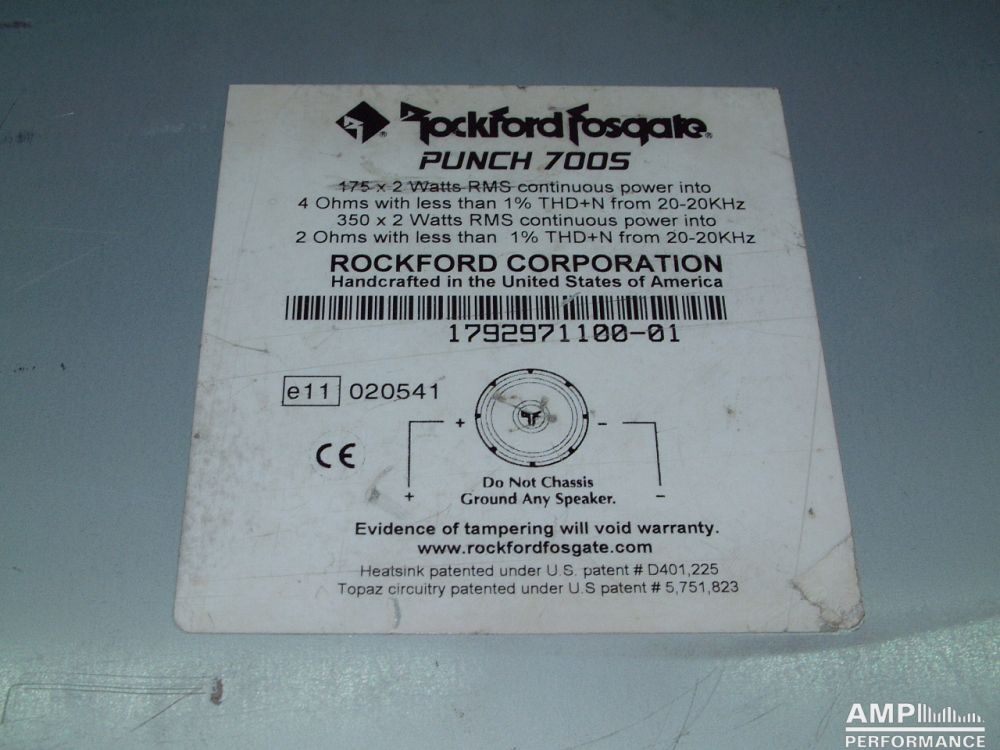 Rockford Fosgate®
PUNCH 700S
175 x 2 Watts RMS continuous power into
4 Ohms with less than 1% THD+N from 20-20KHz
350 x 2 Watts RMS continuous power into
2 Ohms with less than 1% THD+N from 20-20KHz
ROCKFORD CORPORATION
Handcrafted in the United States of America
1792971100-01
e11 020541
+ –
CE
+ –
Do Not Chassis
Ground Any Speaker.
Evidence of tampering will void warranty.
www.rockfordfosgate.com
Heatsink patented under U.S. patent # D401,225
Topaz circuitry patented under U.S patent # 5,751,823
AMP
PERFORMANCE